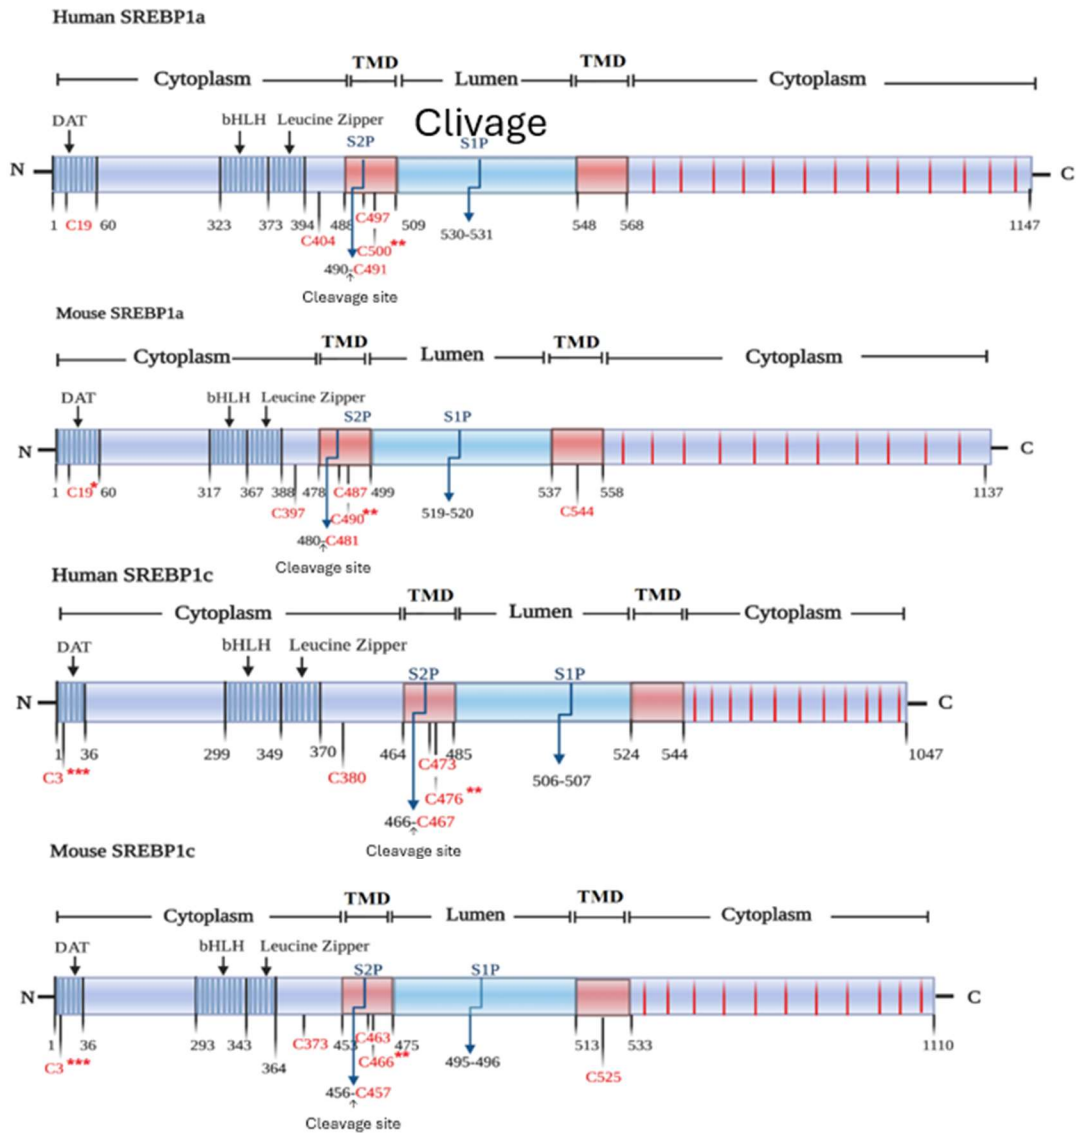 Human SREBP1a
Cytoplasm TMD Lumen TMD Cytoplasm
DAT bHLH Leucine Zipper Clivage
S2P S1P
N C
1 C19 60 323 373 394 488 C497 509 530-531 548 568 1147
C404 C500**
490-C491
Cleavage site
Mouse SREBP1a
Cytoplasm TMD Lumen TMD Cytoplasm
DAT bHLH Leucine Zipper
S2P S1P
N C
1 C19* 60 317 367 388 478 C487 499 519-520 537 558 1137
C397 C490** C544
480-C481
Cleavage site
Human SREBP1c
Cytoplasm TMD Lumen TMD Cytoplasm
DAT bHLH Leucine Zipper
S2P S1P
N C
1 36 299 349 370 464 C473 485 506-507 524 544 1047
C3*** C380 C476**
466-C467
Cleavage site
Mouse SREBP1c
Cytoplasm TMD Lumen TMD Cytoplasm
DAT bHLH Leucine Zipper
S2P S1P
N C
1 36 293 343 C373 453 C463 475 495-496 513 533 1110
C3*** 364 C466** C525
456-C457
Cleavage site